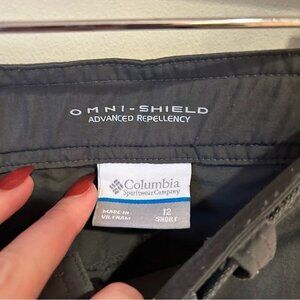 OMNI-SHIELD
ADVANCED REPELLENCY
Columbia
Sportswear Company
MADE IN
VIETNAM
12
SHORT